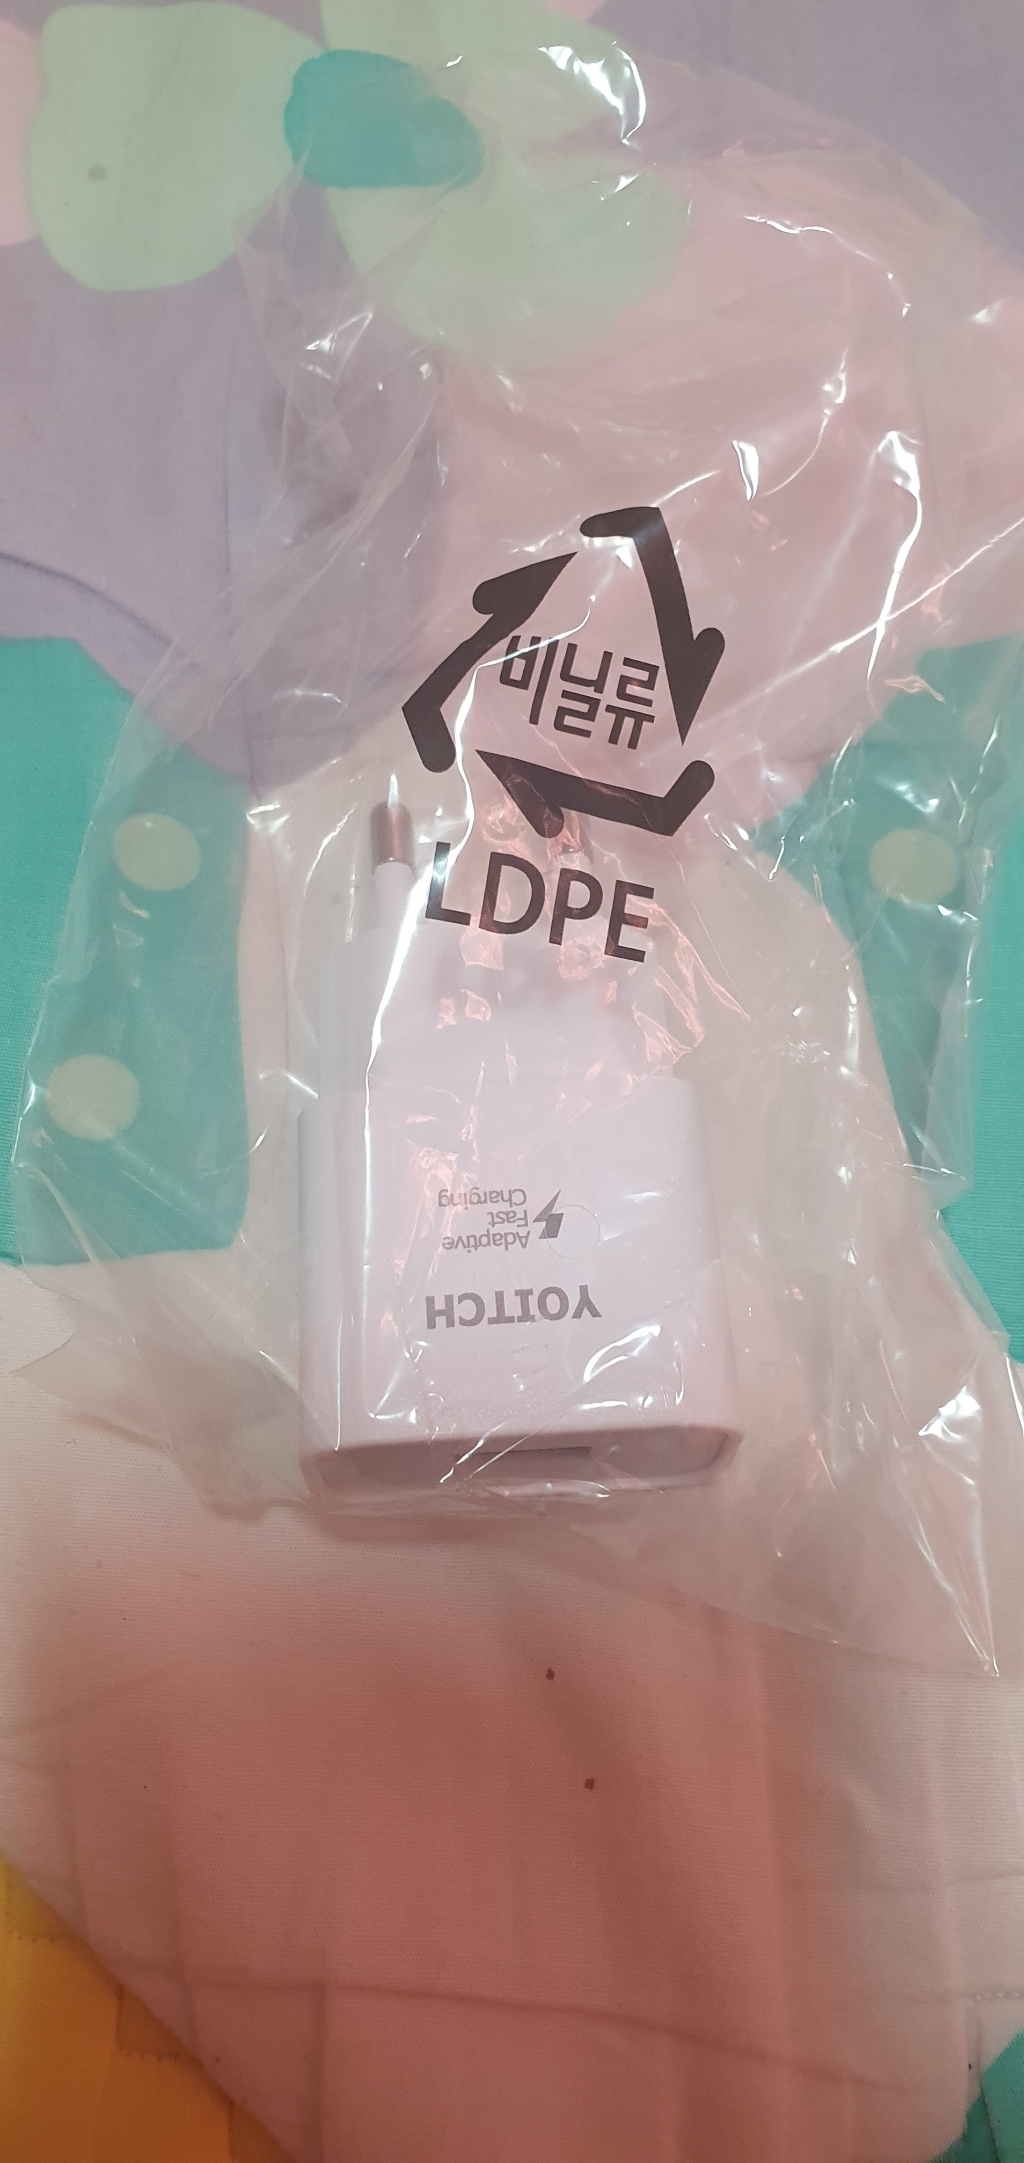 비닐류
LDPE
YOITCH
Adaptive
Fast
Charging